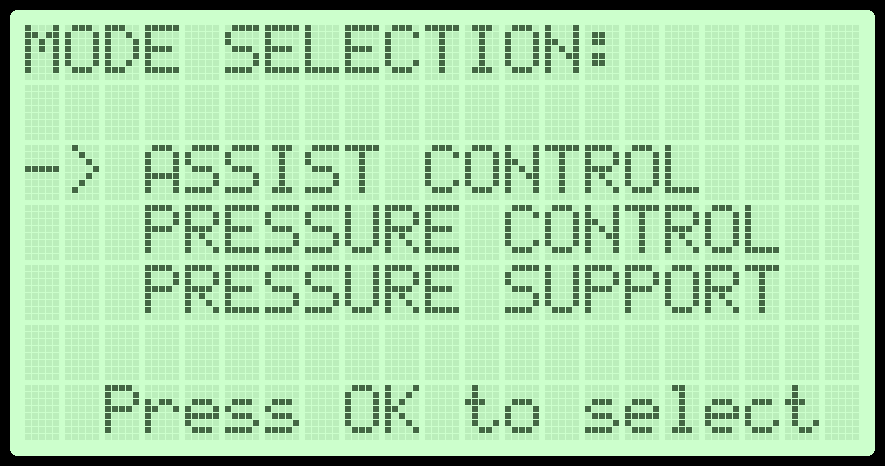 MODE SELECTION:
-> ASSIST CONTROL
PRESSURE CONTROL
PRESSURE SUPPORT
Press OK to select